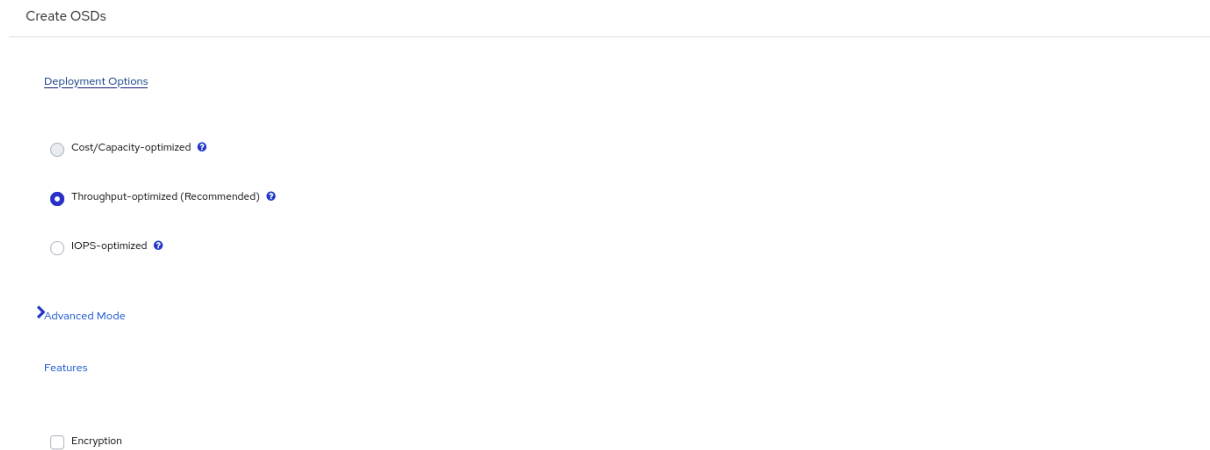 Create OSDs
Deployment Options
Cost/Capacity-optimized ?
Throughput-optimized (Recommended) ?
IOPS-optimized ?
Advanced Mode
Features
Encryption